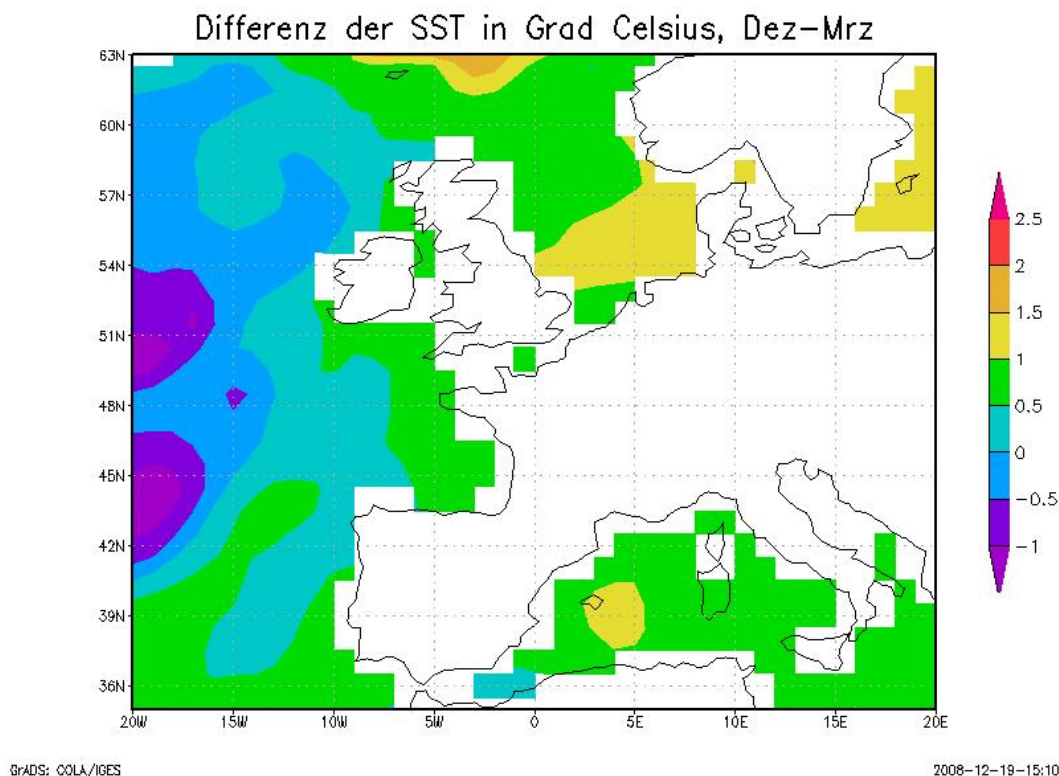 Differenz der SST in Grad Celsius, Dez-Mrz
63N
60N
57N
54N
51N
48N
45N
42N
39N
36N
20W 15W 10W 5W 0 5E 10E 15E 20E
2.5
2
1.5
1
0.5
0
-0.5
-1
GrADS: COLA/IGES
2008-12-19-15:10